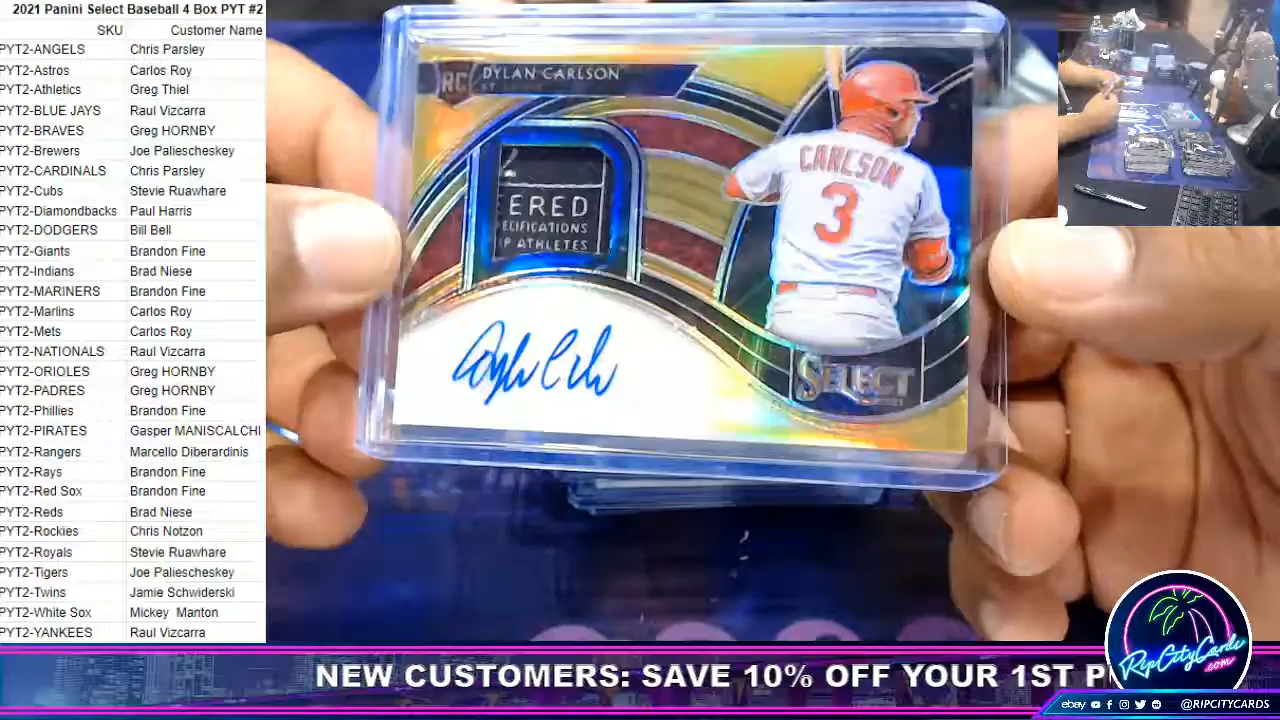 2021 Panini Select Baseball 4 Box PYT #2
SKU Customer Name
PYT2-ANGELS Chris Parsley
PYT2-Astros Carlos Roy
PYT2-Athletics Greg Thiel
PYT2-BLUE JAYS Raul Vizcarra
PYT2-BRAVES Greg HORNBY
PYT2-Brewers Joe Paliescheskey
PYT2-CARDINALS Chris Parsley
PYT2-Cubs Stevie Ruawhare
PYT2-Diamondbacks Paul Harris
PYT2-DODGERS Bill Bell
PYT2-Giants Brandon Fine
PYT2-Indians Brad Niese
PYT2-MARINERS Brandon Fine
PYT2-Marlins Carlos Roy
PYT2-Mets Carlos Roy
PYT2-NATIONALS Raul Vizcarra
PYT2-ORIOLES Greg HORNBY
PYT2-PADRES Greg HORNBY
PYT2-Phillies Brandon Fine
PYT2-PIRATES Gasper MANISCALCHI
PYT2-Rangers Marcello Diberardinis
PYT2-Rays Brandon Fine
PYT2-Red Sox Brandon Fine
PYT2-Reds Brad Niese
PYT2-Rockies Chris Notzon
PYT2-Royals Stevie Ruawhare
PYT2-Tigers Joe Paliescheskey
PYT2-Twins Jamie Schwiderski
PYT2-White Sox Mickey Manton
PYT2-YANKEES Raul Vizcarra
RC DYLAN CARLSON
CARLSON
3
ERED
ECIFICATIONS
P ATHLETES
SELECT
NEW CUSTOMERS: SAVE 10% OFF YOUR 1ST P
RipCityCards
.com
ebay @RIPCITYCARDS